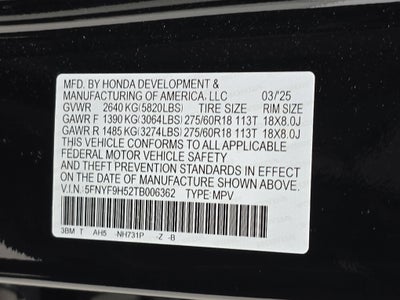 MFD. BY HONDA DEVELOPMENT &
MANUFACTURING OF AMERICA, LLC 03/'25
GVWR 2640 KG(5820LBS) TIRE SIZE RIM SIZE
GAWR F 1390 KG(3064LBS) 275/60R18 113T 18X8.0J
GAWR R 1485 KG(3274LBS) 275/60R18 113T 18X8.0J
THIS VEHICLE CONFORMS TO ALL APPLICABLE
FEDERAL MOTOR VEHICLE SAFETY
AND THEFT PREVENTION STANDARDS IN EFFECT
ON THE DATE OF MANUFACTURE SHOWN ABOVE.
V.I.N.:5FNYF9H52TB006362 TYPE:MPV
3BM T AH5 -NH731P -Z -B